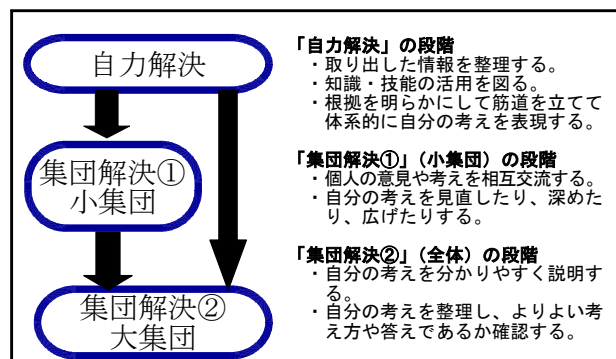 自力解決
集団解決①
小集団
集団解決②
大集団
「自力解決」の段階
・取り出した情報を整理する。
・知識・技能の活用を図る。
・根拠を明らかにして筋道を立てて
体系的に自分の考えを表現する。
「集団解決①」(小集団)の段階
・個人の意見や考えを相互交流する。
・自分の考えを見直したり、深めた
り、広げたりする。
「集団解決②」(全体)の段階
・自分の考えを分かりやすく説明す
る。
・自分の考えを整理し、よりよい考
え方や答えであるか確認する。